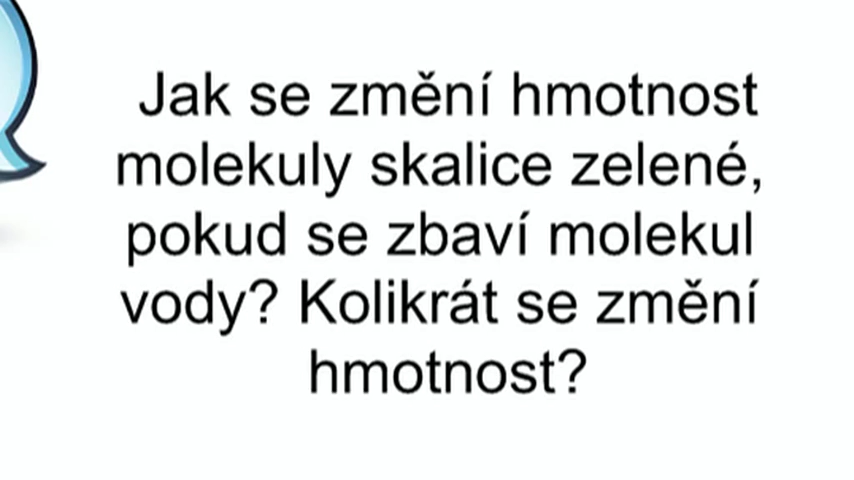 Jak se změní hmotnost
molekuly skalice zelené,
pokud se zbaví molekul
vody? Kolikrát se změní
hmotnost?